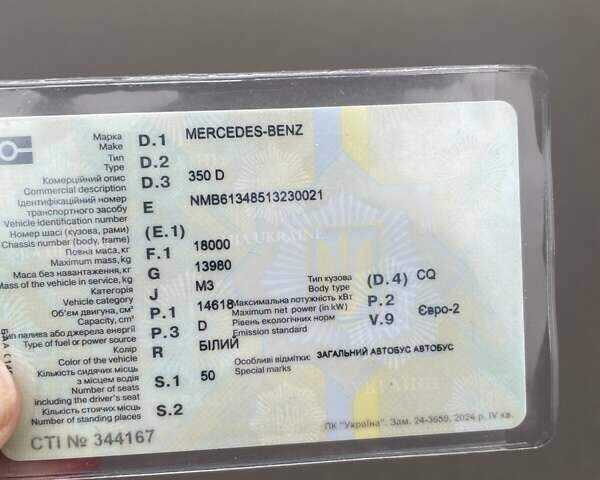 Марка D.1 MERCEDES-BENZ
Make
Тип D.2
Type
Комерційний опис D.3 350 D
Commercial description
Ідентифікаційний номер E NMB61348513230021
транспортного засобу
Vehicle identification number
Номер шасі (кузова, рами) (E.1)
Chassis number (body, frame)
Повна маса, кг F.1 18000
Maximum mass, kg
Маса без навантаження, кг G 13980
Mass of the vehicle in service, kg
Категорія J M3 Тип кузова (D.4) CQ
Vehicle category Body type
Об'єм двигуна, см³ P.1 14618 Максимальна потужність кВт P.2
Capacity, cm³ Maximum net power (in kW)
Тип палива або джерела енергії P.3 D Рівень екологічних норм V.9 Євро-2
Type of fuel or power source Emission standard
Колір R БІЛИЙ
Color of the vehicle Особливі відмітки: ЗАГАЛЬНИЙ АВТОБУС АВТОБУС
Кількість сидячих місць S.1 50 Special marks
з місцем водія
Number of seats
including the driver's seat
Кількість стоячих місць S.2
Number of standing places
СТІ № 344167
ПК "Україна". Зам. 24-3659, 2024 р. IV кв.